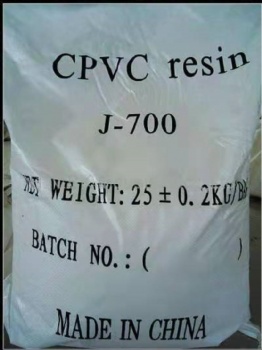 CPVC resin
J-700
WEIGHT: 25 ± 0.2KG/
BATCH NO.: ( )
MADE IN CHINA